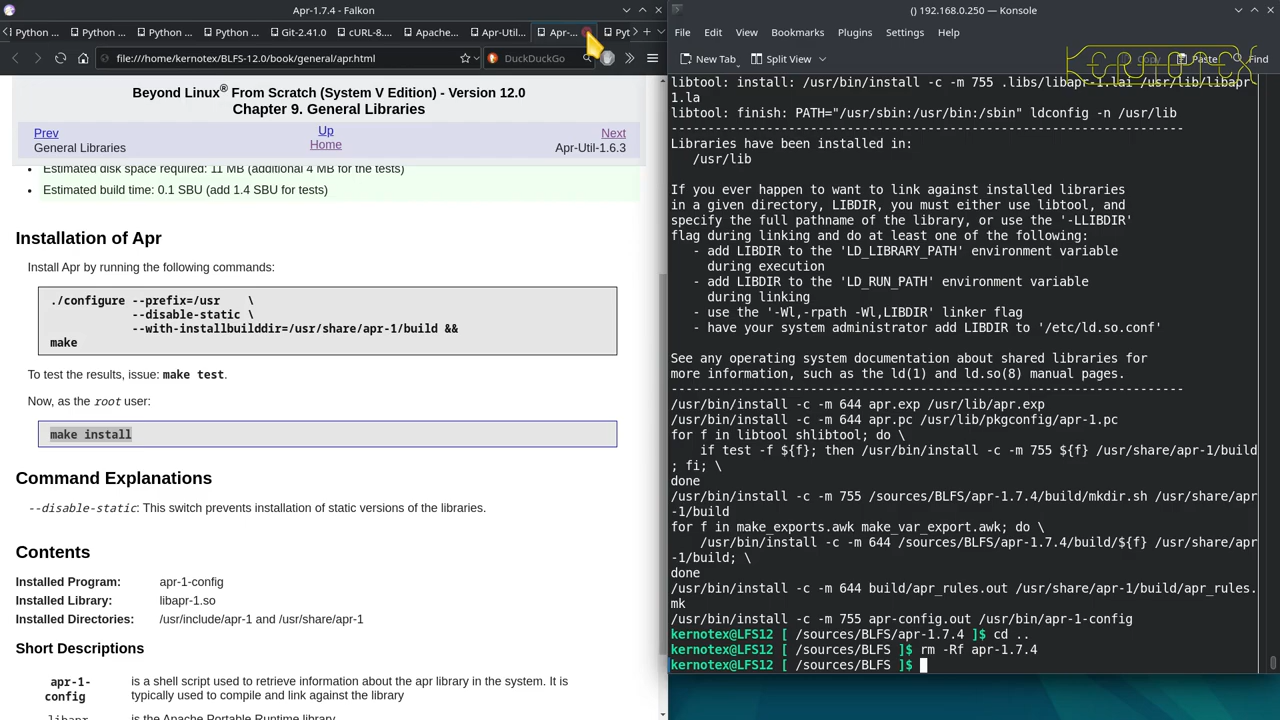 Apr-1.7.4 - Falkon
Python ...
Python ...
Python ...
Python ...
Git-2.41.0
cURL-8....
Apache...
Apr-Util...
Apr-...
Pyt
file:///home/kernotex/BLFS-12.0/book/general/apr.html
DuckDuckGo
Beyond Linux® From Scratch (System V Edition) - Version 12.0
Chapter 9. General Libraries
Prev
Up
Next
General Libraries
Home
Apr-Util-1.6.3
Estimated disk space required: 11 MB (additional 4 MB for the tests)
Estimated build time: 0.1 SBU (add 1.4 SBU for tests)
Installation of Apr
Install Apr by running the following commands:
./configure --prefix=/usr    \
--disable-static \
--with-installbuilddir=/usr/share/apr-1/build &&
make
To test the results, issue: make test.
Now, as the root user:
make install
Command Explanations
--disable-static: This switch prevents installation of static versions of the libraries.
Contents
Installed Program: apr-1-config
Installed Library: libapr-1.so
Installed Directories: /usr/include/apr-1 and /usr/share/apr-1
Short Descriptions
apr-1-
config
is a shell script used to retrieve information about the apr library in the system. It is
typically used to compile and link against the library
libapr-
is the Apache Portable Runtime library
() 192.168.0.250 — Konsole
File Edit View Bookmarks Plugins Settings Help
New Tab Split View Copy Paste Find
KernoteX
libtool: install: /usr/bin/install -c -m 755 .libs/libapr-1.lai /usr/lib/libapr-
1.la
libtool: finish: PATH="/usr/sbin:/usr/bin:/sbin" ldconfig -n /usr/lib
----------------------------------------------------------------------
Libraries have been installed in:
/usr/lib
If you ever happen to want to link against installed libraries
in a given directory, LIBDIR, you must either use libtool, and
specify the full pathname of the library, or use the '-LLIBDIR'
flag during linking and do at least one of the following:
- add LIBDIR to the 'LD_LIBRARY_PATH' environment variable
during execution
- add LIBDIR to the 'LD_RUN_PATH' environment variable
during linking
- use the '-Wl,-rpath -Wl,LIBDIR' linker flag
- have your system administrator add LIBDIR to '/etc/ld.so.conf'
See any operating system documentation about shared libraries for
more information, such as the ld(1) and ld.so(8) manual pages.
----------------------------------------------------------------------
/usr/bin/install -c -m 644 apr.exp /usr/lib/apr.exp
/usr/bin/install -c -m 644 apr.pc /usr/lib/pkgconfig/apr-1.pc
for f in libtool shlibtool; do \
if test -f ${f}; then /usr/bin/install -c -m 755 ${f} /usr/share/apr-1/build
; fi; \
done
/usr/bin/install -c -m 755 /sources/BLFS/apr-1.7.4/build/mkdir.sh /usr/share/apr
-1/build
for f in make_exports.awk make_var_export.awk; do \
/usr/bin/install -c -m 644 /sources/BLFS/apr-1.7.4/build/${f} /usr/share/apr
-1/build; \
done
/usr/bin/install -c -m 644 build/apr_rules.out /usr/share/apr-1/build/apr_rules.
mk
/usr/bin/install -c -m 755 apr-config.out /usr/bin/apr-1-config
kernotex@LFS12 [ /sources/BLFS/apr-1.7.4 ]$ cd ..
kernotex@LFS12 [ /sources/BLFS ]$ rm -Rf apr-1.7.4
kernotex@LFS12 [ /sources/BLFS ]$